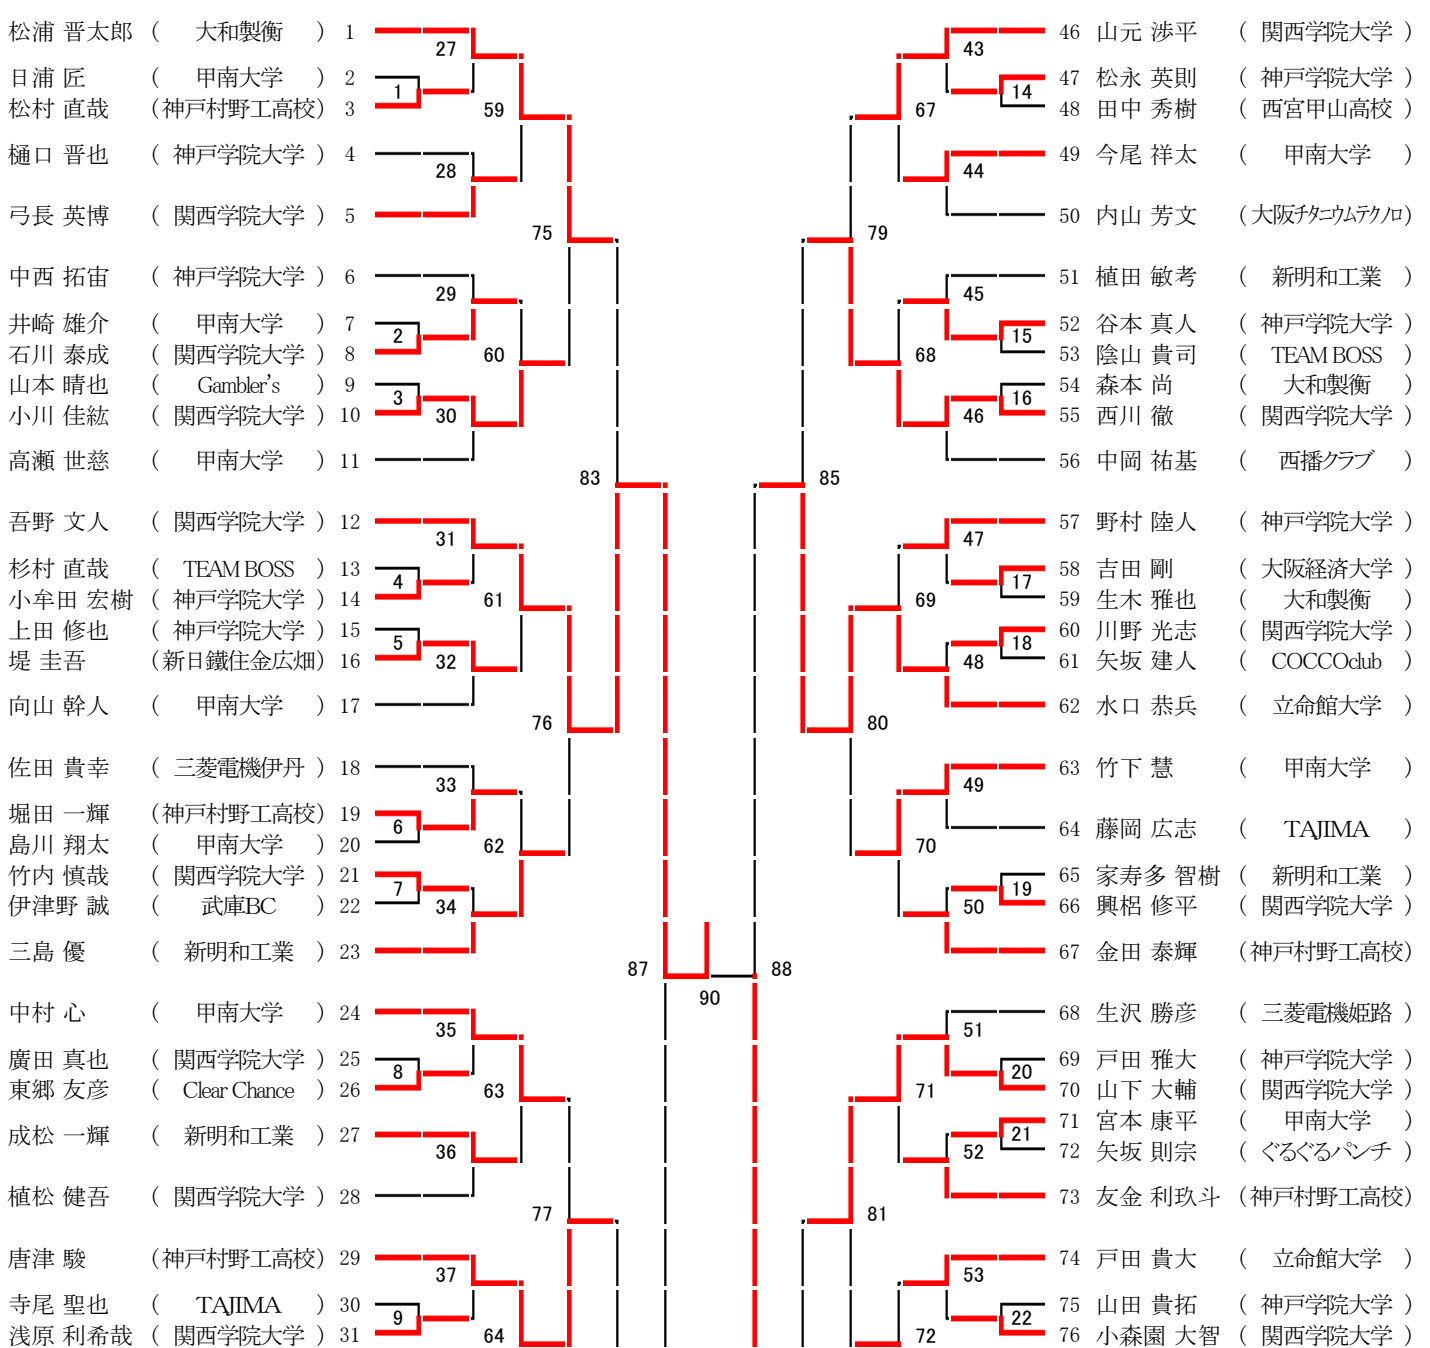 松浦 晋太郎 ( 大和製衡 ) 1
日浦 匠 ( 甲南大学 ) 2
松村 直哉 (神戸村野工高校) 3
樋口 晋也 ( 神戸学院大学 ) 4
弓長 英博 ( 関西学院大学 ) 5
中西 拓宙 ( 神戸学院大学 ) 6
井崎 雄介 ( 甲南大学 ) 7
石川 泰成 ( 関西学院大学 ) 8
山本 晴也 ( Gambler's ) 9
小川 佳紘 ( 関西学院大学 ) 10
高瀬 世慈 ( 甲南大学 ) 11
吾野 文人 ( 関西学院大学 ) 12
杉村 直哉 ( TEAM BOSS ) 13
小牟田 宏樹 ( 神戸学院大学 ) 14
上田 修也 ( 神戸学院大学 ) 15
堤 圭吾 (新日鐵住金広畑) 16
向山 幹人 ( 甲南大学 ) 17
佐田 貴幸 ( 三菱電機伊丹 ) 18
堀田 一輝 (神戸村野工高校) 19
島川 翔太 ( 甲南大学 ) 20
竹内 慎哉 ( 関西学院大学 ) 21
伊津野 誠 ( 武庫BC ) 22
三島 優 ( 新明和工業 ) 23
中村 心 ( 甲南大学 ) 24
廣田 真也 ( 関西学院大学 ) 25
東郷 友彦 ( Clear Chance ) 26
成松 一輝 ( 新明和工業 ) 27
植松 健吾 ( 関西学院大学 ) 28
唐津 駿 (神戸村野工高校) 29
寺尾 聖也 ( TAJIMA ) 30
浅原 利希哉 ( 関西学院大学 ) 31
1
2
3
4
5
6
7
8
9
27
28
29
30
31
32
33
34
35
36
37
59
60
61
62
63
64
75
76
77
83
87
90
88
85
79
80
81
67
68
69
70
71
72
43
44
45
46
47
48
49
50
51
52
53
14
15
16
17
18
19
20
21
22
46 山元 渉平 ( 関西学院大学 )
47 松永 英則 ( 神戸学院大学 )
48 田中 秀樹 ( 西宮甲山高校 )
49 今尾 祥太 ( 甲南大学 )
50 内山 芳文 (大阪ﾁﾀﾆｳﾑﾃｸﾉﾛ)
51 植田 敏考 ( 新明和工業 )
52 谷本 真人 ( 神戸学院大学 )
53 陰山 貴司 ( TEAM BOSS )
54 森本 尚 ( 大和製衡 )
55 西川 徹 ( 関西学院大学 )
56 中岡 祐基 ( 西播クラブ )
57 野村 陸人 ( 神戸学院大学 )
58 吉田 剛 ( 大阪経済大学 )
59 生木 雅也 ( 大和製衡 )
60 川野 光志 ( 関西学院大学 )
61 矢坂 建人 ( COCCOclub )
62 水口 恭兵 ( 立命館大学 )
63 竹下 慧 ( 甲南大学 )
64 藤岡 広志 ( TAJIMA )
65 家寿多 智樹 ( 新明和工業 )
66 興梠 修平 ( 関西学院大学 )
67 金田 泰輝 (神戸村野工高校)
68 生沢 勝彦 ( 三菱電機姫路 )
69 戸田 雅大 ( 神戸学院大学 )
70 山下 大輔 ( 関西学院大学 )
71 宮本 康平 ( 甲南大学 )
72 矢坂 則宗 ( ぐるぐるパンチ )
73 友金 利玖斗 (神戸村野工高校)
74 戸田 貴大 ( 立命館大学 )
75 山田 貴拓 ( 神戸学院大学 )
76 小森園 大智 ( 関西学院大学 )